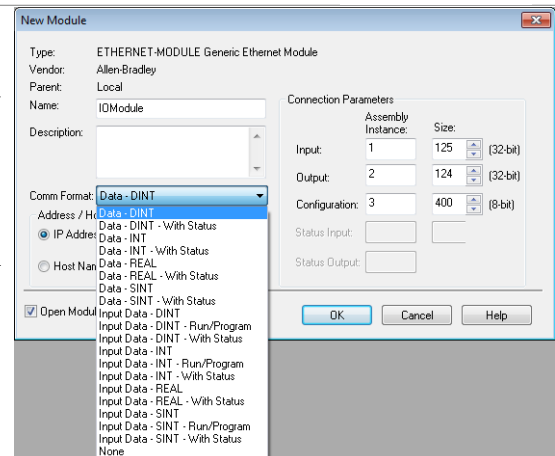 New Module
Type: ETHERNET-MODULE Generic Ethernet Module
Vendor: Allen-Bradley
Parent: Local
Name: IOModule
Description:
Comm Format: Data - DINT
Data - DINT
Data - DINT - With Status
Data - INT
Data - INT - With Status
Data - REAL
Data - REAL - With Status
Data - SINT
Data - SINT - With Status
Input Data - DINT
Input Data - DINT - Run/Program
Input Data - DINT - With Status
Input Data - INT
Input Data - INT - Run/Program
Input Data - INT - With Status
Input Data - REAL
Input Data - REAL - With Status
Input Data - SINT
Input Data - SINT - Run/Program
Input Data - SINT - With Status
None
Address / H
IP Addre
Host Nan
Open Modul
Connection Parameters
Assembly
Instance: Size:
Input: 1 125 (32-bit)
Output: 2 124 (32-bit)
Configuration: 3 400 (8-bit)
Status Input:
Status Output:
OK Cancel Help